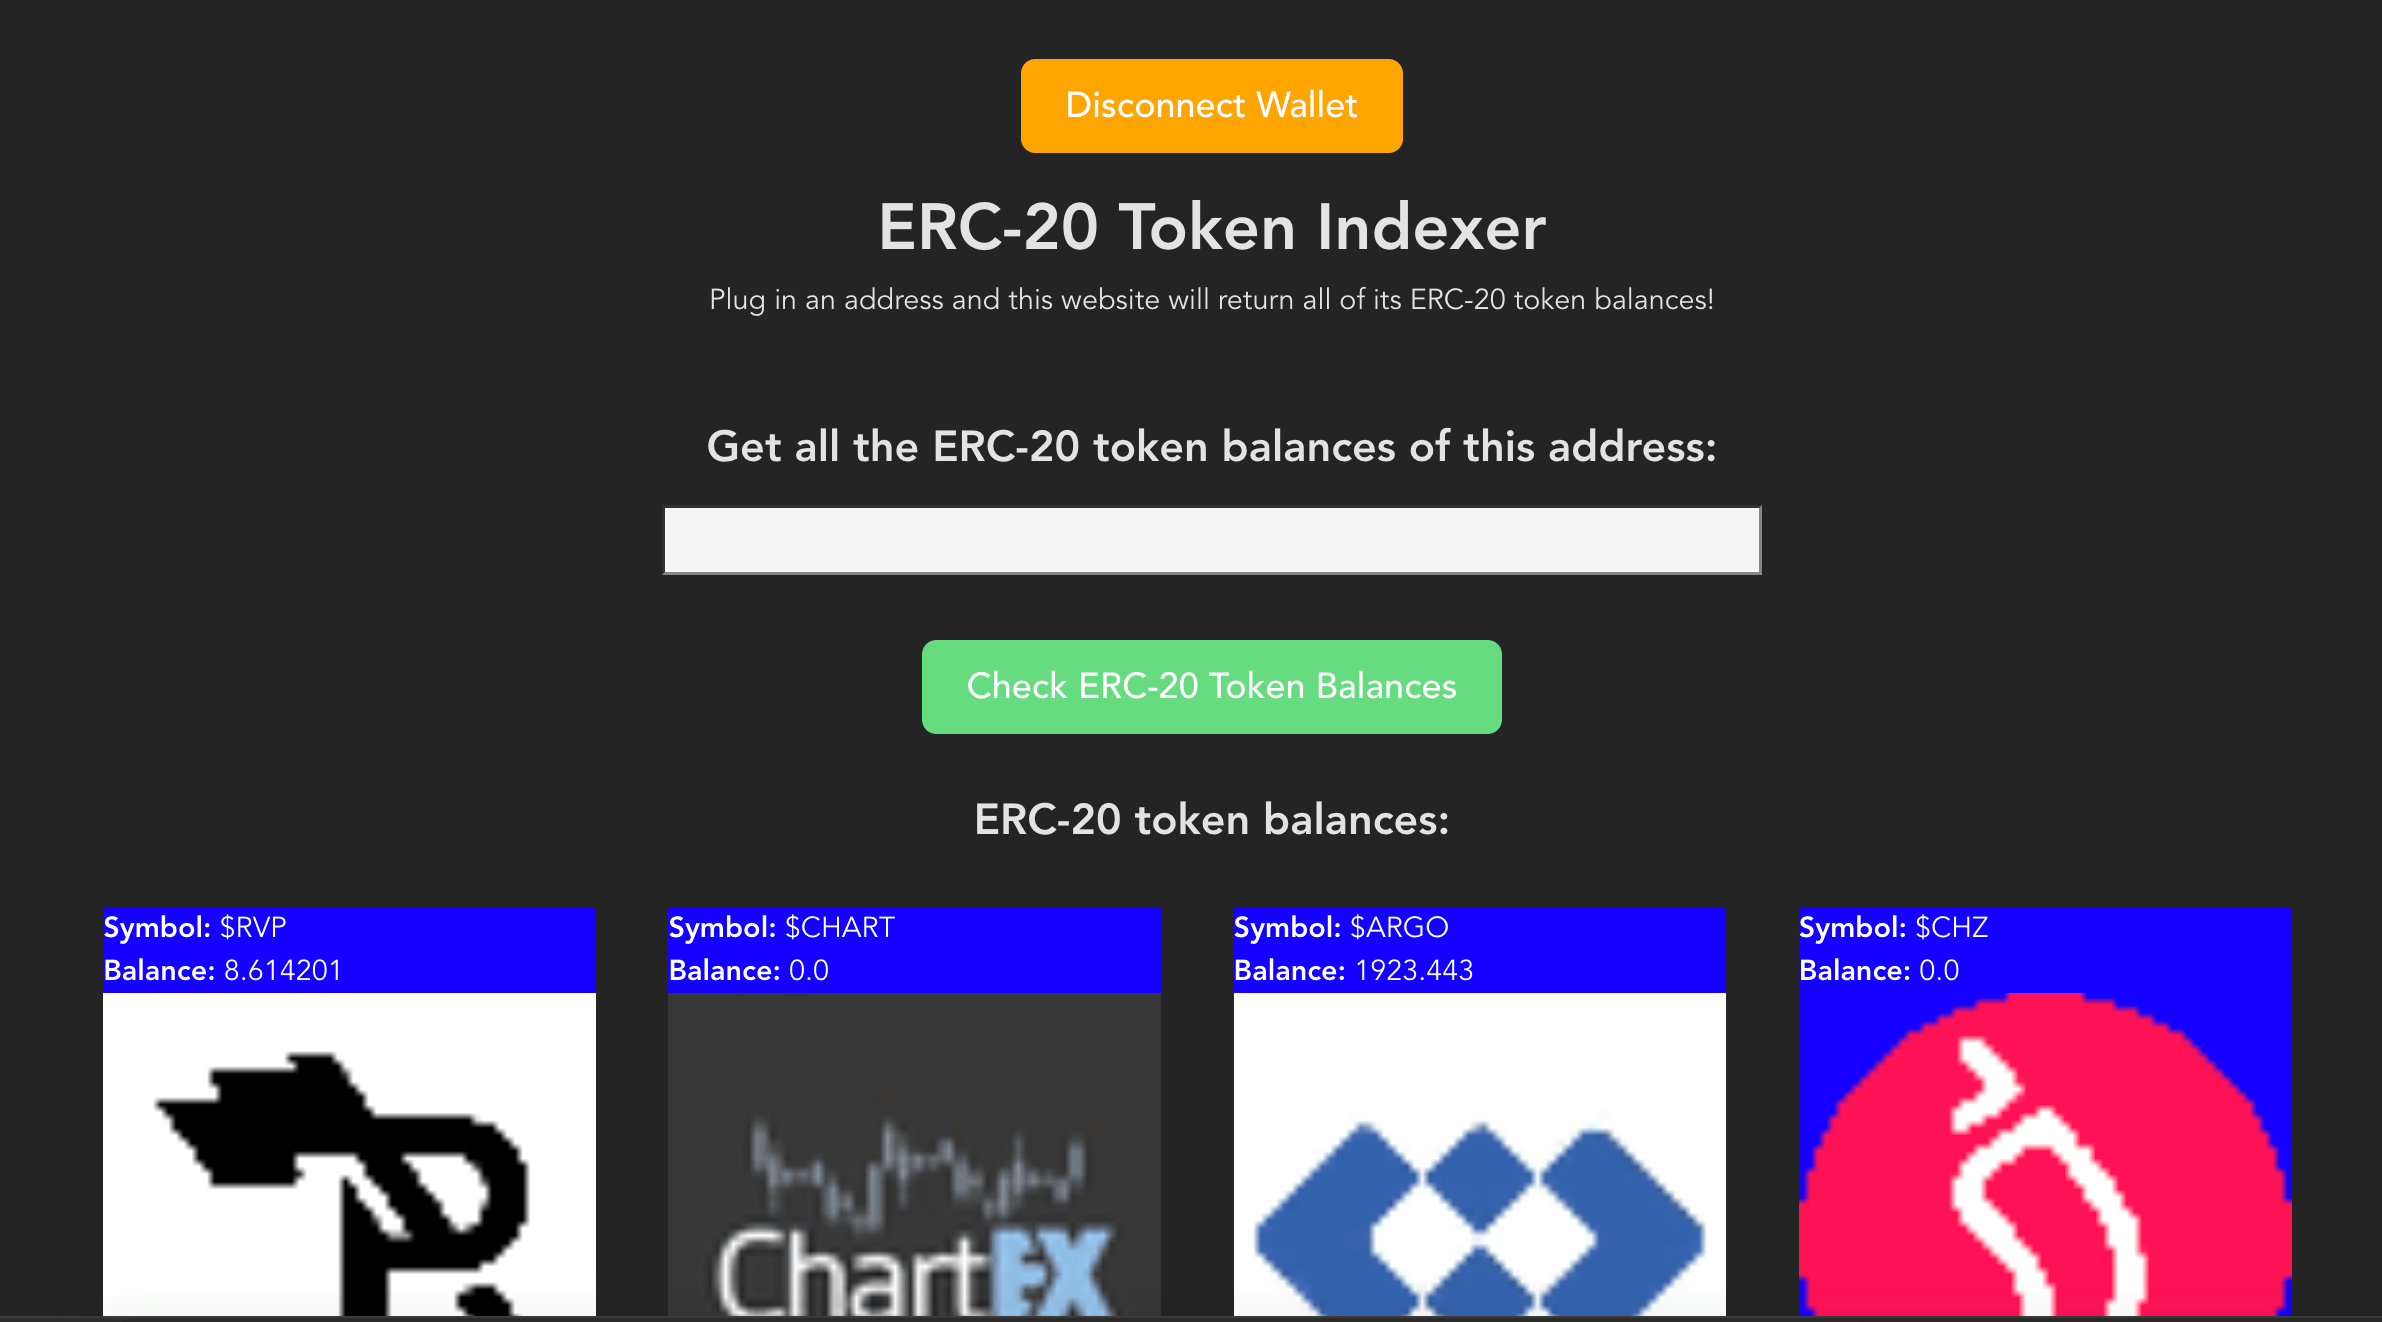 Disconnect Wallet
ERC-20 Token Indexer
Plug in an address and this website will return all of its ERC-20 token balances!
Get all the ERC-20 token balances of this address:
Check ERC-20 Token Balances
ERC-20 token balances:
Symbol: $RVP
Balance: 8.614201
Symbol: $CHART
Balance: 0.0
ChartEX
Symbol: $ARGO
Balance: 1923.443
Symbol: $CHZ
Balance: 0.0